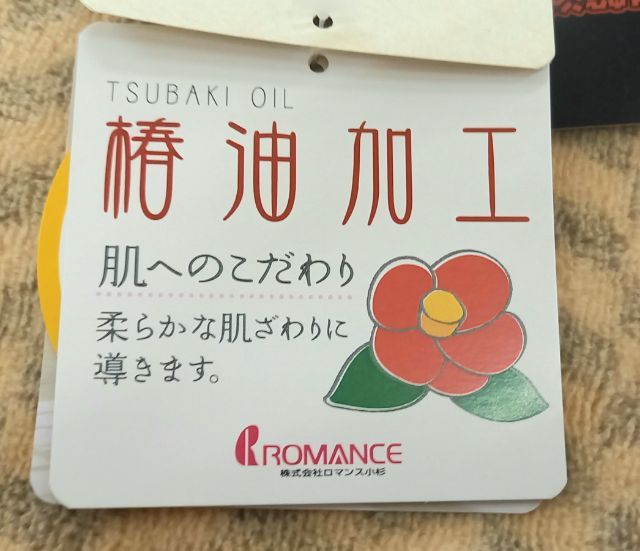 TSUBAKI OIL
椿油加工
肌へのこだわり
柔らかな肌ざわりに
導きます。
ROMANCE
株式会社ロマンス小杉